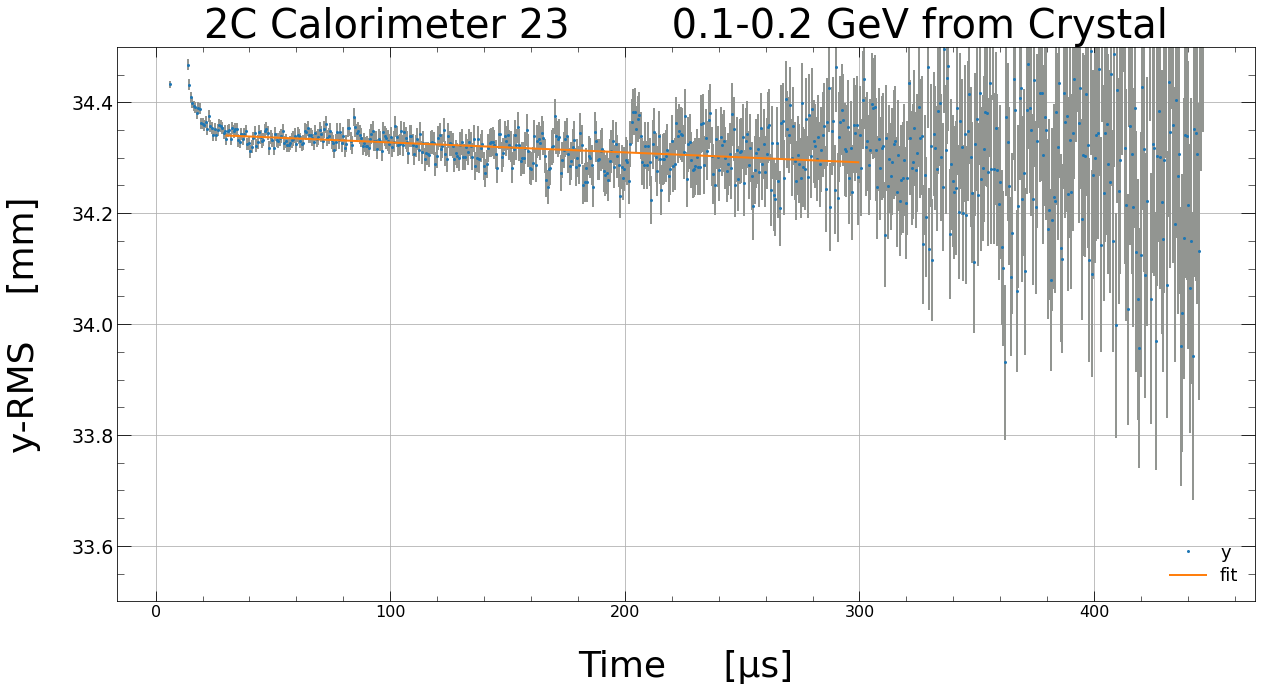 2C Calorimeter 23 0.1-0.2 GeV from Crystal
34.4
34.2
34.0
33.8
33.6
y-RMS [mm]
y
fit
0 100 200 300 400
Time [μs]